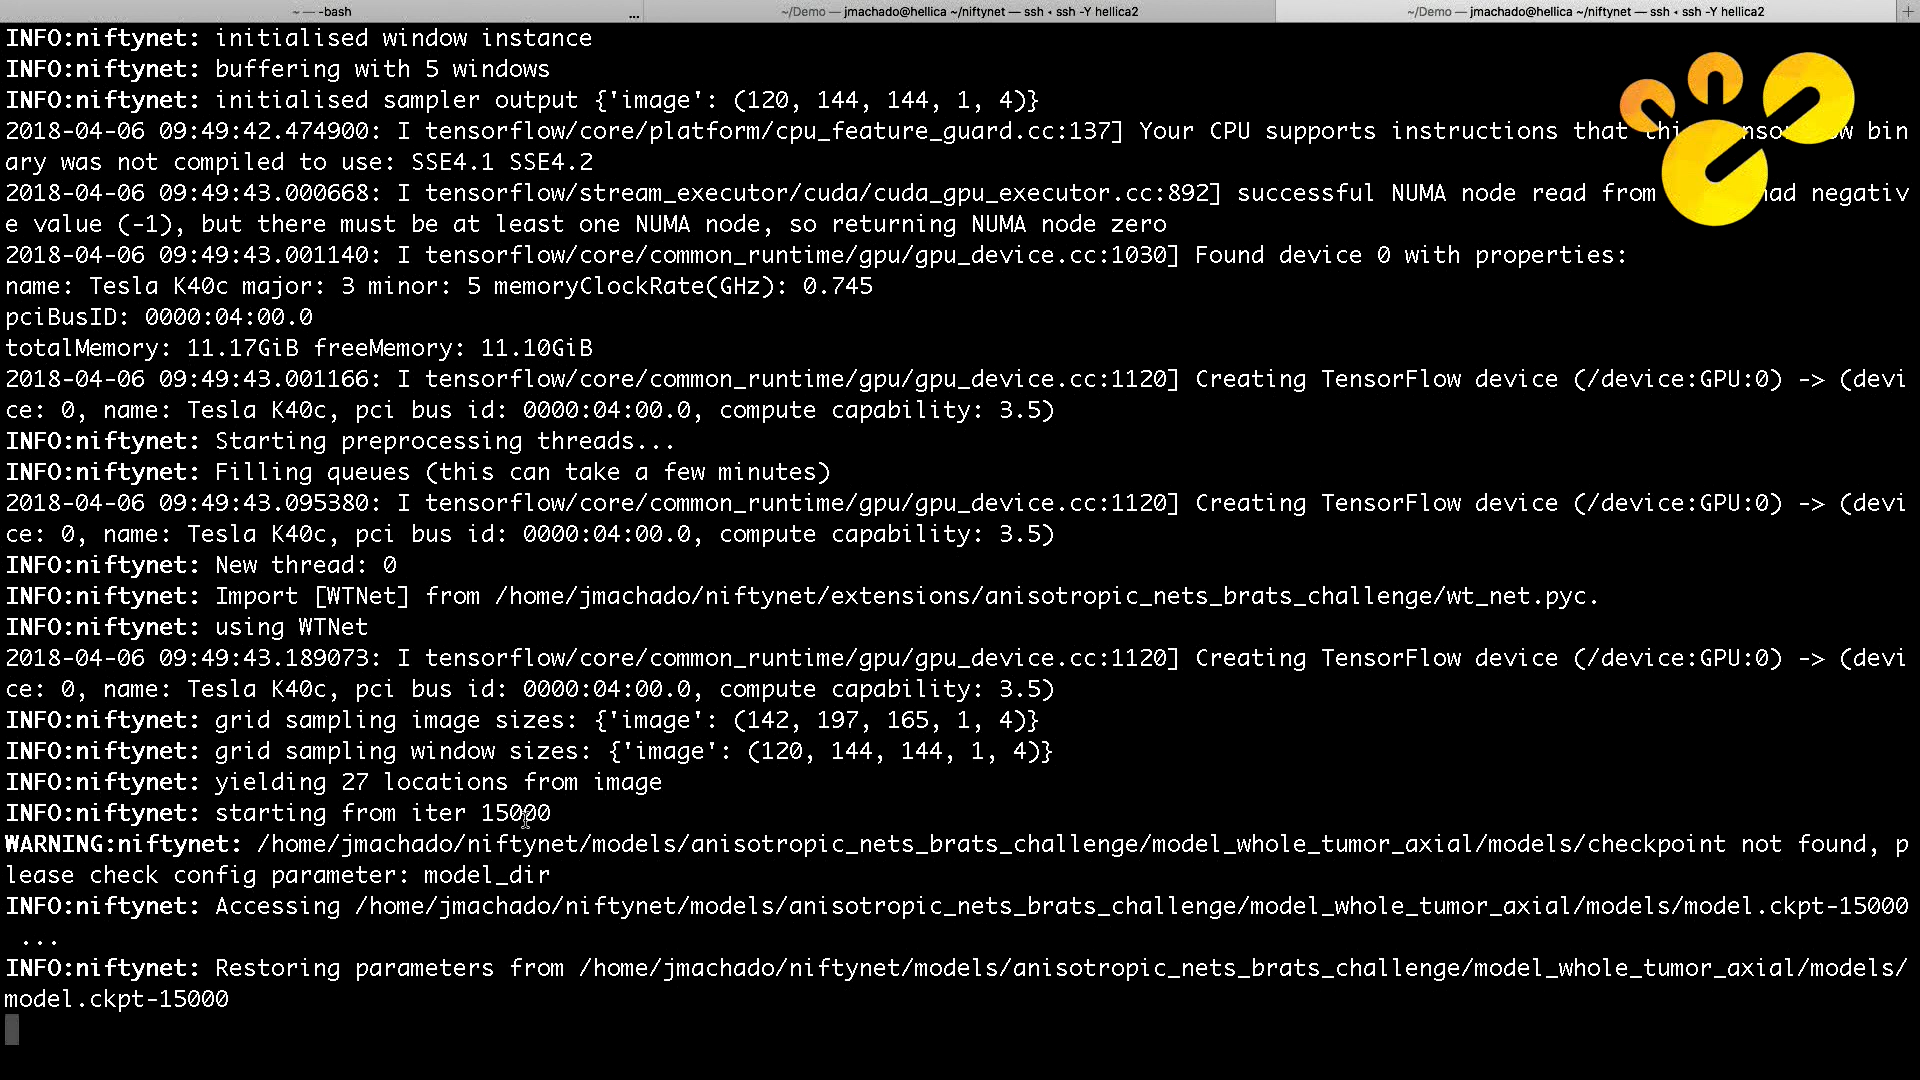 ~ — -bash
...
~/Demo — jmachado@hellica ~/niftynet — ssh • ssh -Y hellica2
~/Demo — jmachado@hellica ~/niftynet — ssh • ssh -Y hellica2
+
INFO:niftynet: initialised window instance
INFO:niftynet: buffering with 5 windows
INFO:niftynet: initialised sampler output {'image': (120, 144, 144, 1, 4)}
2018-04-06 09:49:42.474900: I tensorflow/core/platform/cpu_feature_guard.cc:137] Your CPU supports instructions that bin
ary was not compiled to use: SSE4.1 SSE4.2
2018-04-06 09:49:43.000668: I tensorflow/stream_executor/cuda/cuda_gpu_executor.cc:892] successful NUMA node read from had negativ
e value (-1), but there must be at least one NUMA node, so returning NUMA node zero
2018-04-06 09:49:43.001140: I tensorflow/core/common_runtime/gpu/gpu_device.cc:1030] Found device 0 with properties:
name: Tesla K40c major: 3 minor: 5 memoryClockRate(GHz): 0.745
pciBusID: 0000:04:00.0
totalMemory: 11.17GiB freeMemory: 11.10GiB
2018-04-06 09:49:43.001166: I tensorflow/core/common_runtime/gpu/gpu_device.cc:1120] Creating TensorFlow device (/device:GPU:0) -> (devi
ce: 0, name: Tesla K40c, pci bus id: 0000:04:00.0, compute capability: 3.5)
INFO:niftynet: Starting preprocessing threads...
INFO:niftynet: Filling queues (this can take a few minutes)
2018-04-06 09:49:43.095380: I tensorflow/core/common_runtime/gpu/gpu_device.cc:1120] Creating TensorFlow device (/device:GPU:0) -> (devi
ce: 0, name: Tesla K40c, pci bus id: 0000:04:00.0, compute capability: 3.5)
INFO:niftynet: New thread: 0
INFO:niftynet: Import [WTNet] from /home/jmachado/niftynet/extensions/anisotropic_nets_brats_challenge/wt_net.pyc.
INFO:niftynet: using WTNet
2018-04-06 09:49:43.189073: I tensorflow/core/common_runtime/gpu/gpu_device.cc:1120] Creating TensorFlow device (/device:GPU:0) -> (devi
ce: 0, name: Tesla K40c, pci bus id: 0000:04:00.0, compute capability: 3.5)
INFO:niftynet: grid sampling image sizes: {'image': (142, 197, 165, 1, 4)}
INFO:niftynet: grid sampling window sizes: {'image': (120, 144, 144, 1, 4)}
INFO:niftynet: yielding 27 locations from image
INFO:niftynet: starting from iter 15000
WARNING:niftynet: /home/jmachado/niftynet/models/anisotropic_nets_brats_challenge/model_whole_tumor_axial/models/checkpoint not found, p
lease check config parameter: model_dir
INFO:niftynet: Accessing /home/jmachado/niftynet/models/anisotropic_nets_brats_challenge/model_whole_tumor_axial/models/model.ckpt-15000
...
INFO:niftynet: Restoring parameters from /home/jmachado/niftynet/models/anisotropic_nets_brats_challenge/model_whole_tumor_axial/models/
model.ckpt-15000